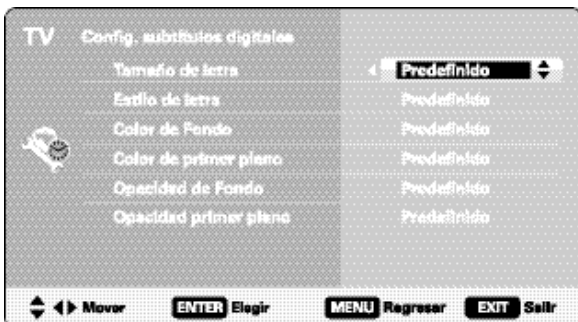 TV Config. subtítulos digitales
Tamaño de letra Predefinido
Estilo de letra Predefinido
Color de Fondo Predefinido
Color de primer plano Predefinido
Opacidad de Fondo Predefinido
Opacidad primer plano Predefinido
Mover ENTER Elegir MENU Regresar EXIT Salir